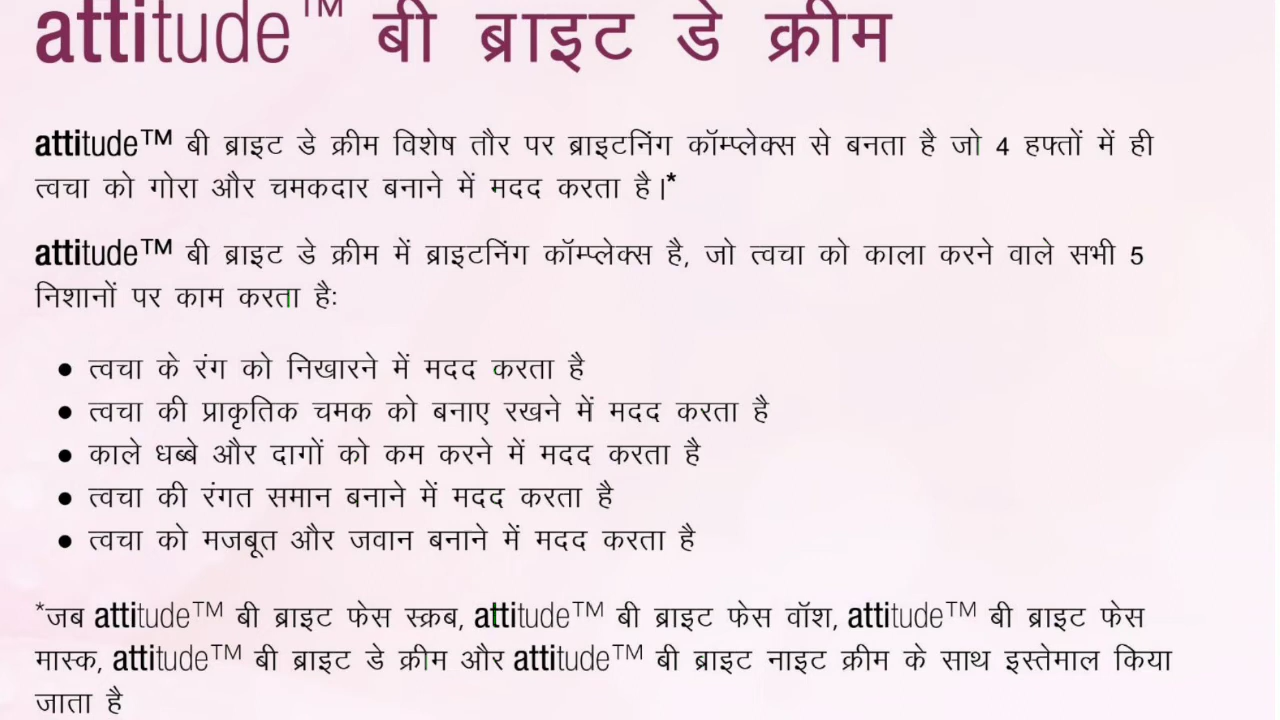 attitude™ बी ब्राइट डे क्रीम
attitude™ बी ब्राइट डे क्रीम विशेष तौर पर ब्राइटनिंग कॉम्प्लेक्स से बनता है जो 4 हफ्तों में ही
त्वचा को गोरा और चमकदार बनाने में मदद करता है।*
attitude™ बी ब्राइट डे क्रीम में ब्राइटनिंग कॉम्प्लेक्स है, जो त्वचा को काला करने वाले सभी 5
निशानों पर काम करता है:
● त्वचा के रंग को निखारने में मदद करता है
● त्वचा की प्राकृतिक चमक को बनाए रखने में मदद करता है
● काले धब्बे और दागों को कम करने में मदद करता है
● त्वचा की रंगत समान बनाने में मदद करता है
● त्वचा को मजबूत और जवान बनाने में मदद करता है
*जब attitude™ बी ब्राइट फेस स्क्रब, attitude™ बी ब्राइट फेस वॉश, attitude™ बी ब्राइट फेस
मास्क, attitude™ बी ब्राइट डे क्रीम और attitude™ बी ब्राइट नाइट क्रीम के साथ इस्तेमाल किया
जाता है